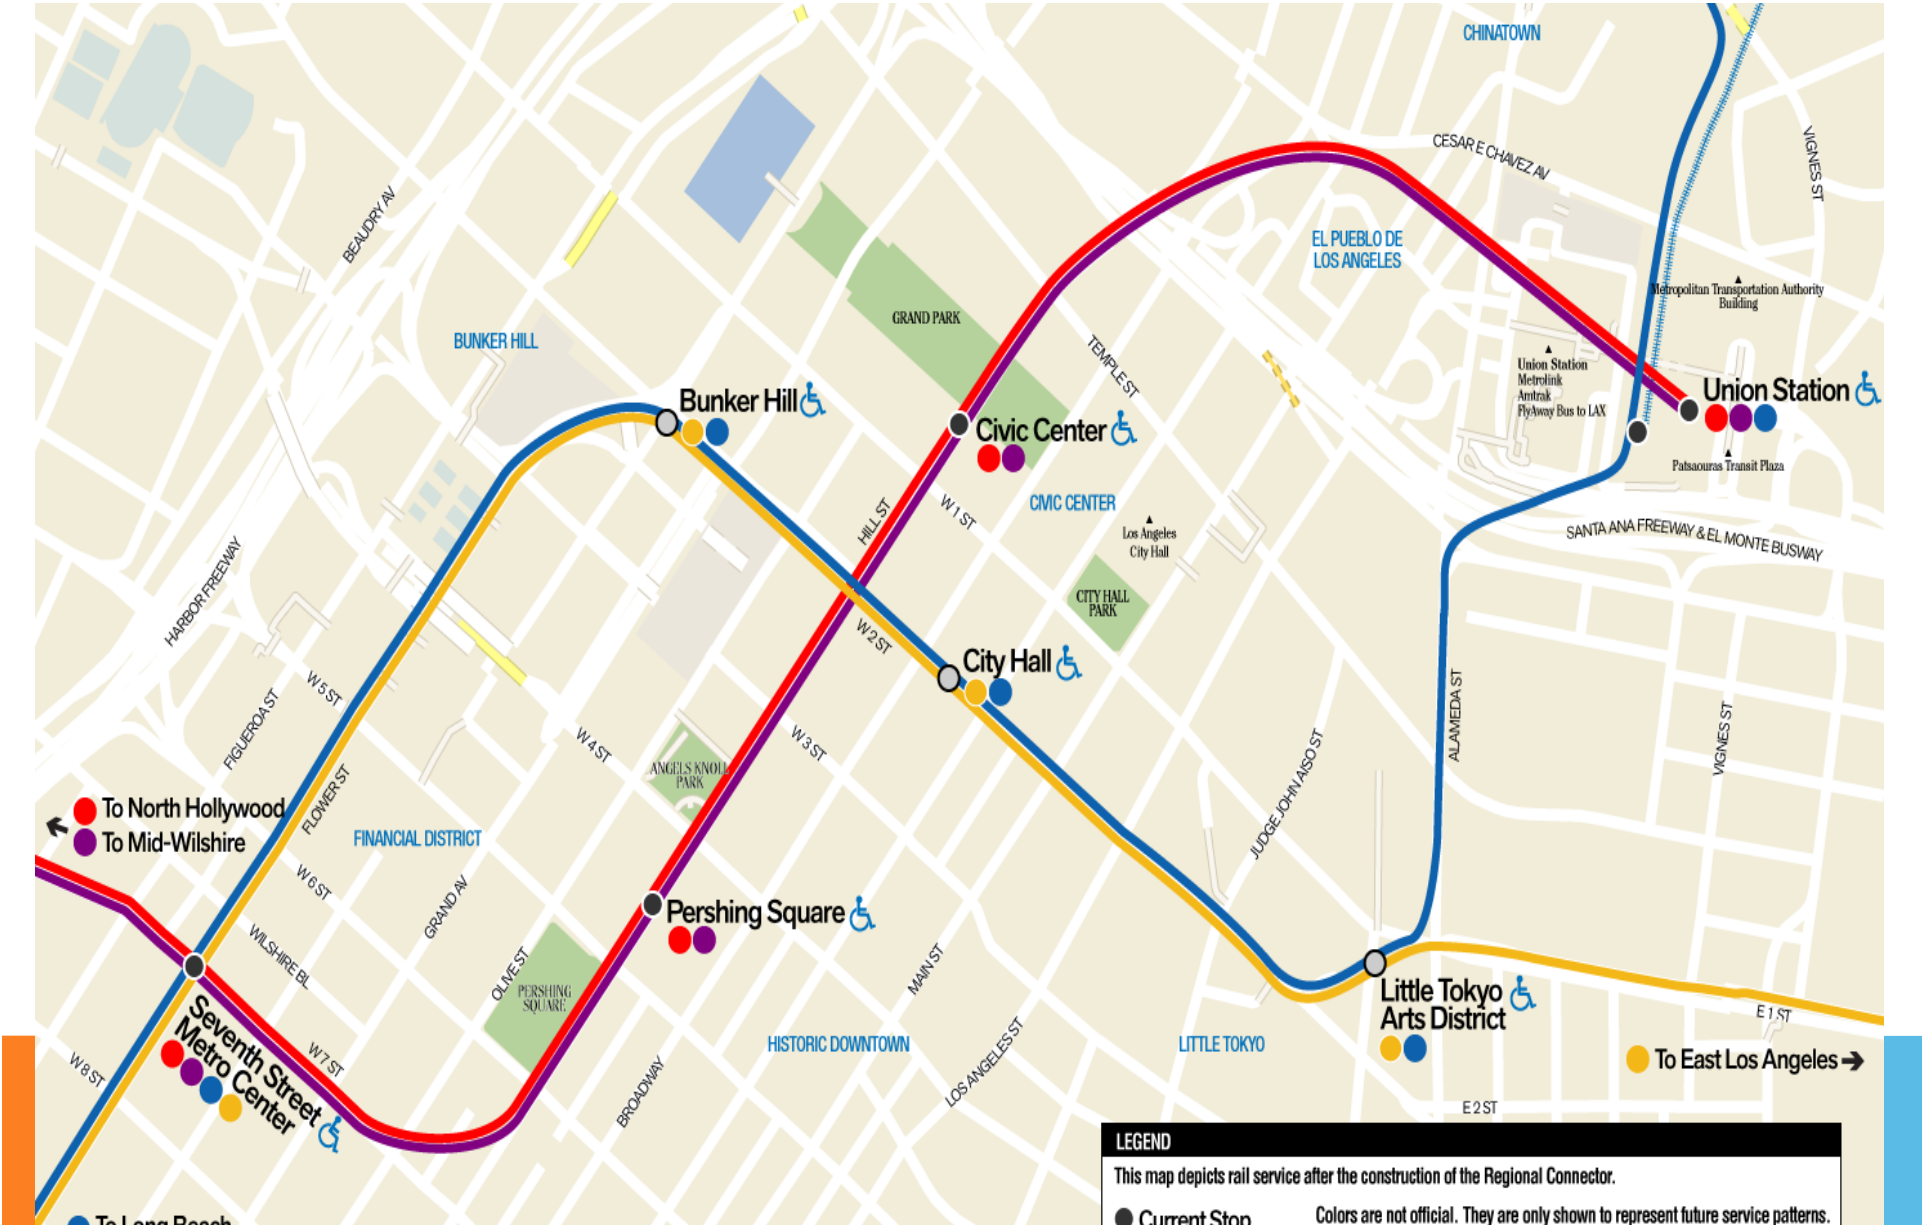 CHINATOWN
CESAR E CHAVEZ AV
VIGNES ST
BEAUDRY AV
EL PUEBLO DE
LOS ANGELES
Metropolitan Transportation Authority
Building
GRAND PARK
BUNKER HILL
TEMPLE ST
Union Station
Metrolink
Amtrak
FlyAway Bus to LAX
Union Station
Bunker Hill
Civic Center
Patsaouras Transit Plaza
HILL ST
W 1 ST
CIVIC CENTER
Los Angeles
City Hall
SANTA ANA FREEWAY & EL MONTE BUSWAY
HARBOR FREEWAY
CITY HALL
PARK
W 2 ST
City Hall
W 5 ST
FIGUEROA ST
W 4 ST
W 3 ST
ALAMEDA ST
VIGNES ST
ANGELS KNOLL
PARK
JUDGE JOHN AISO ST
FLOWER ST
To North Hollywood
To Mid-Wilshire
FINANCIAL DISTRICT
W 6 ST
GRAND AV
Pershing Square
WILSHIRE BL
OLIVE ST
PERSHING
SQUARE
MAIN ST
Little Tokyo
Arts District
E 1 ST
Seventh Street
Metro Center
W 7 ST
W 8 ST
HISTORIC DOWNTOWN
LITTLE TOKYO
BROADWAY
LOS ANGELES ST
To East Los Angeles
E 2 ST
LEGEND
This map depicts rail service after the construction of the Regional Connector.
Current Stop
Colors are not official. They are only shown to represent future service patterns.
To Long Beach